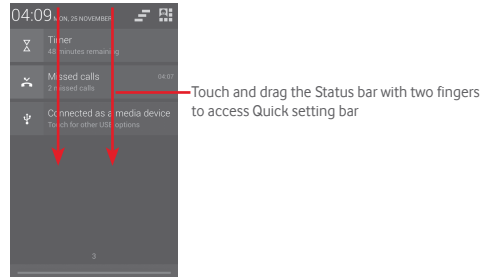 04:09 MON, 25 NOVEMBER
Timer
48 minutes remaining
Missed calls 04:07
2 missed calls
Connected as a media device
Touch for other USB options
3
Touch and drag the Status bar with two fingers
to access Quick setting bar